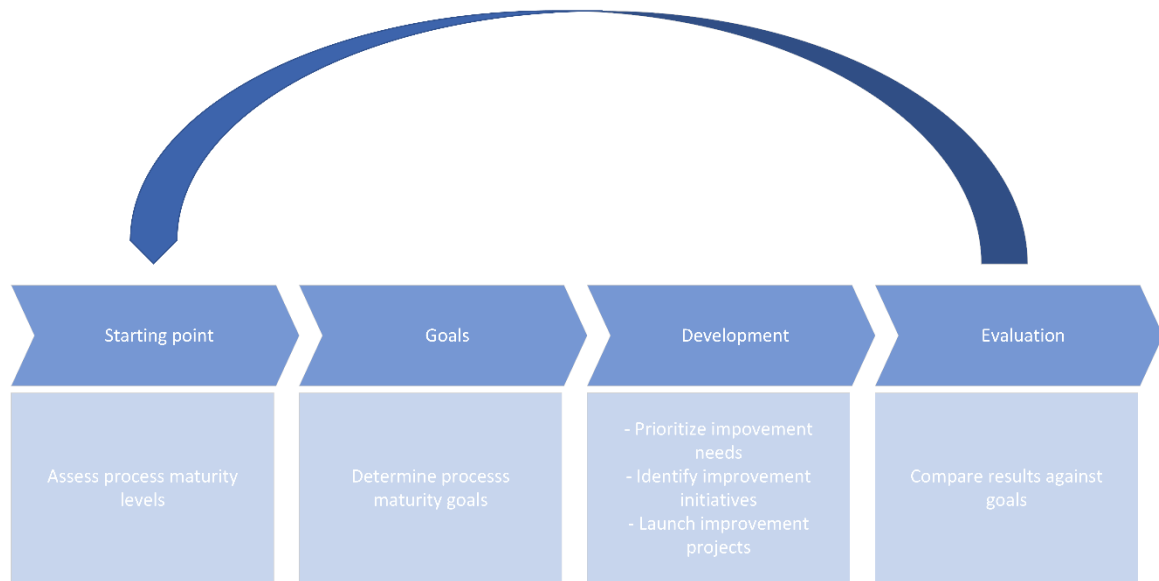 Starting point
Goals
Development
Evaluation
Assess process maturity
levels
Determine processs
maturity goals
- Prioritize impovement
needs
- Identify improvement
initiatives
- Launch improvement
projects
Compare results against
goals